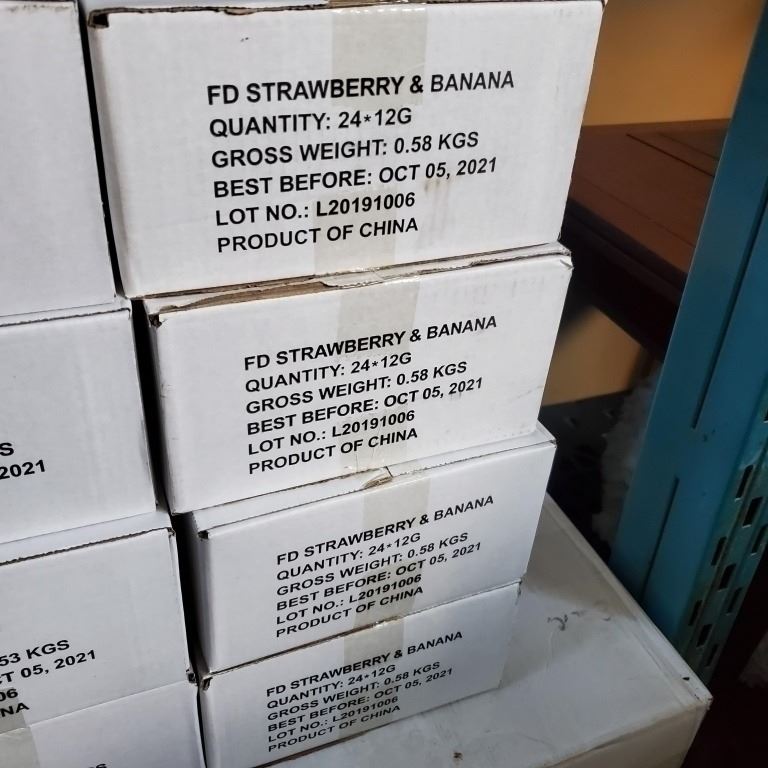 FD STRAWBERRY & BANANA
QUANTITY: 24*12G
GROSS WEIGHT: 0.58 KGS
BEST BEFORE: OCT 05, 2021
LOT NO.: L20191006
PRODUCT OF CHINA
FD STRAWBERRY & BANANA
QUANTITY: 24*12G
GROSS WEIGHT: 0.58 KGS
BEST BEFORE: OCT 05, 2021
LOT NO.: L20191006
PRODUCT OF CHINA
S
2021
FD STRAWBERRY & BANANA
QUANTITY: 24*12G
GROSS WEIGHT: 0.58 KGS
BEST BEFORE: OCT 05, 2021
LOT NO.: L20191006
PRODUCT OF CHINA
53 KGS
T 05, 2021
06
NA
FD STRAWBERRY & BANANA
QUANTITY: 24*12G
GROSS WEIGHT: 0.58 KGS
BEST BEFORE: OCT 05, 2021
LOT NO.: L20191006
PRODUCT OF CHINA